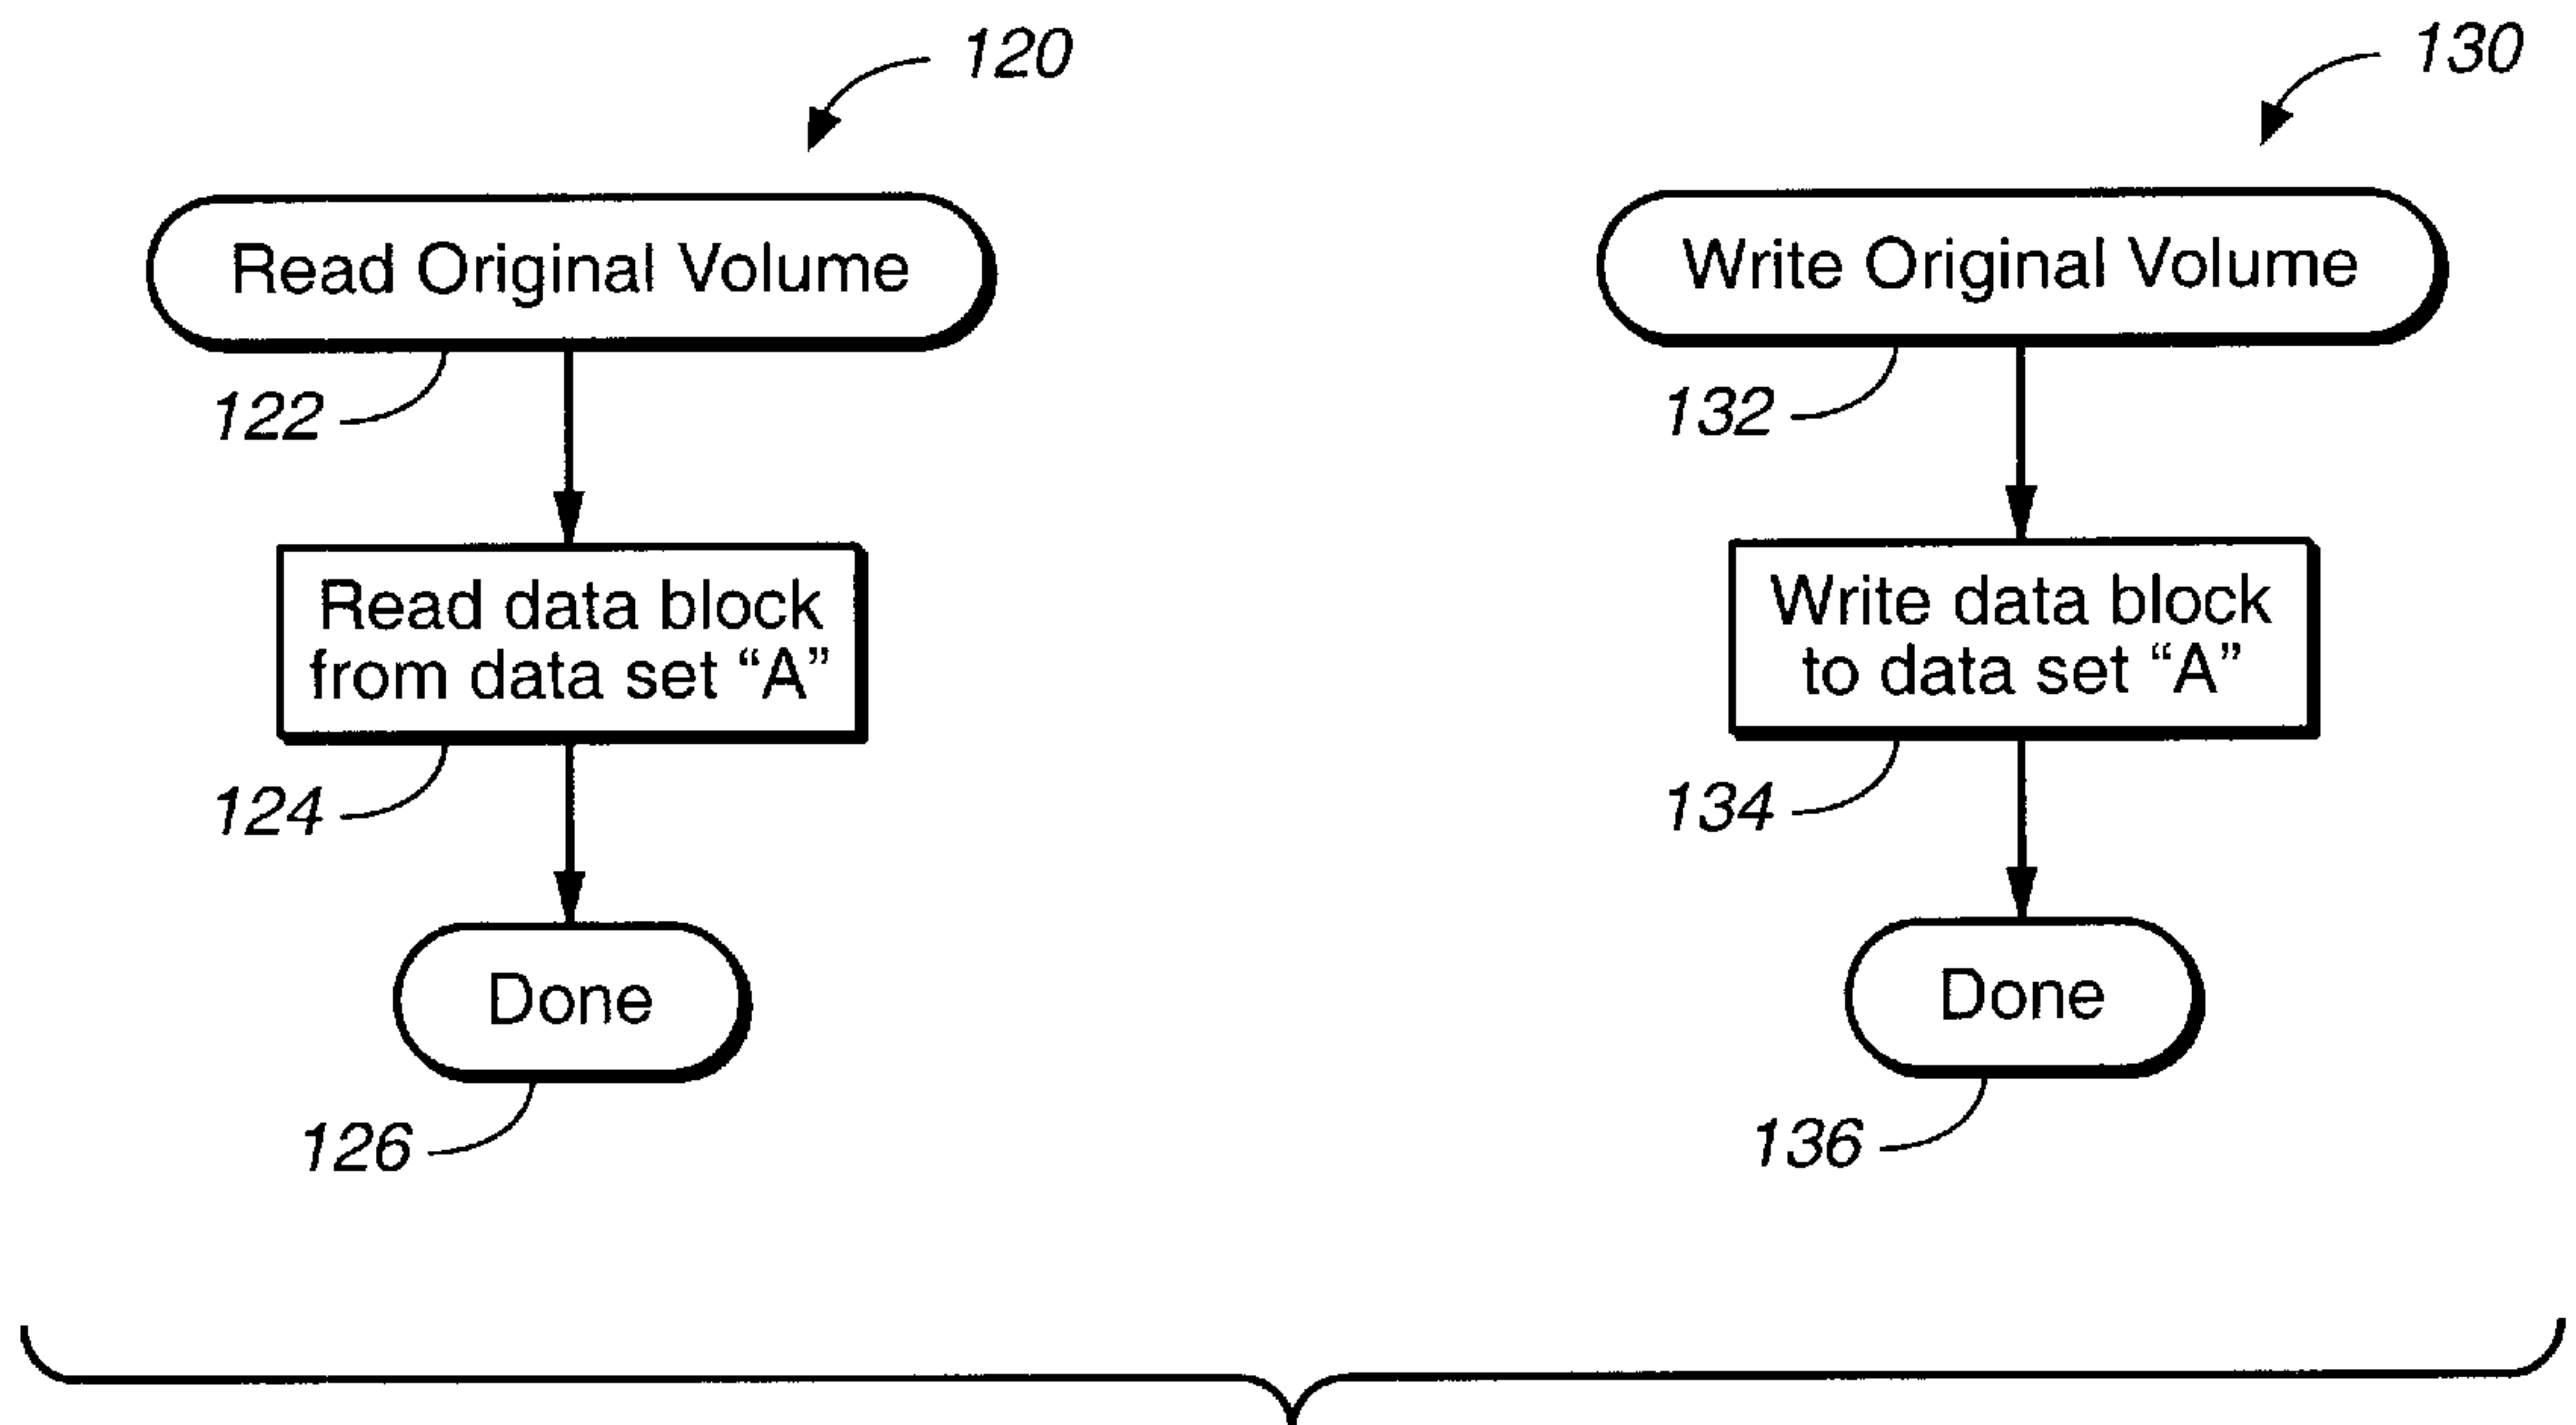 120
Read Original Volume
122
Read data block
from data set “A”
124
Done
126
130
Write Original Volume
132
Write data block
to data set “A”
134
Done
136